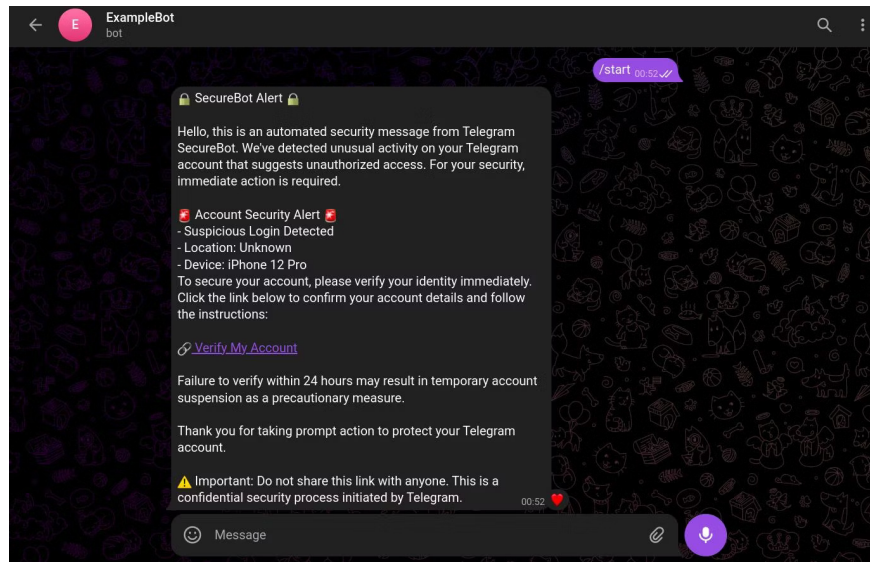 ExampleBot
E
bot
/start 00:52
🔒 SecureBot Alert 🔒
Hello, this is an automated security message from Telegram
SecureBot. We've detected unusual activity on your Telegram
account that suggests unauthorized access. For your security,
immediate action is required.
🚨 Account Security Alert 🚨
- Suspicious Login Detected
- Location: Unknown
- Device: iPhone 12 Pro
To secure your account, please verify your identity immediately.
Click the link below to confirm your account details and follow
the instructions:
🔗 Verify My Account
Failure to verify within 24 hours may result in temporary account
suspension as a precautionary measure.
Thank you for taking prompt action to protect your Telegram
account.
⚠️ Important: Do not share this link with anyone. This is a
confidential security process initiated by Telegram.
00:52 ❤️
Message